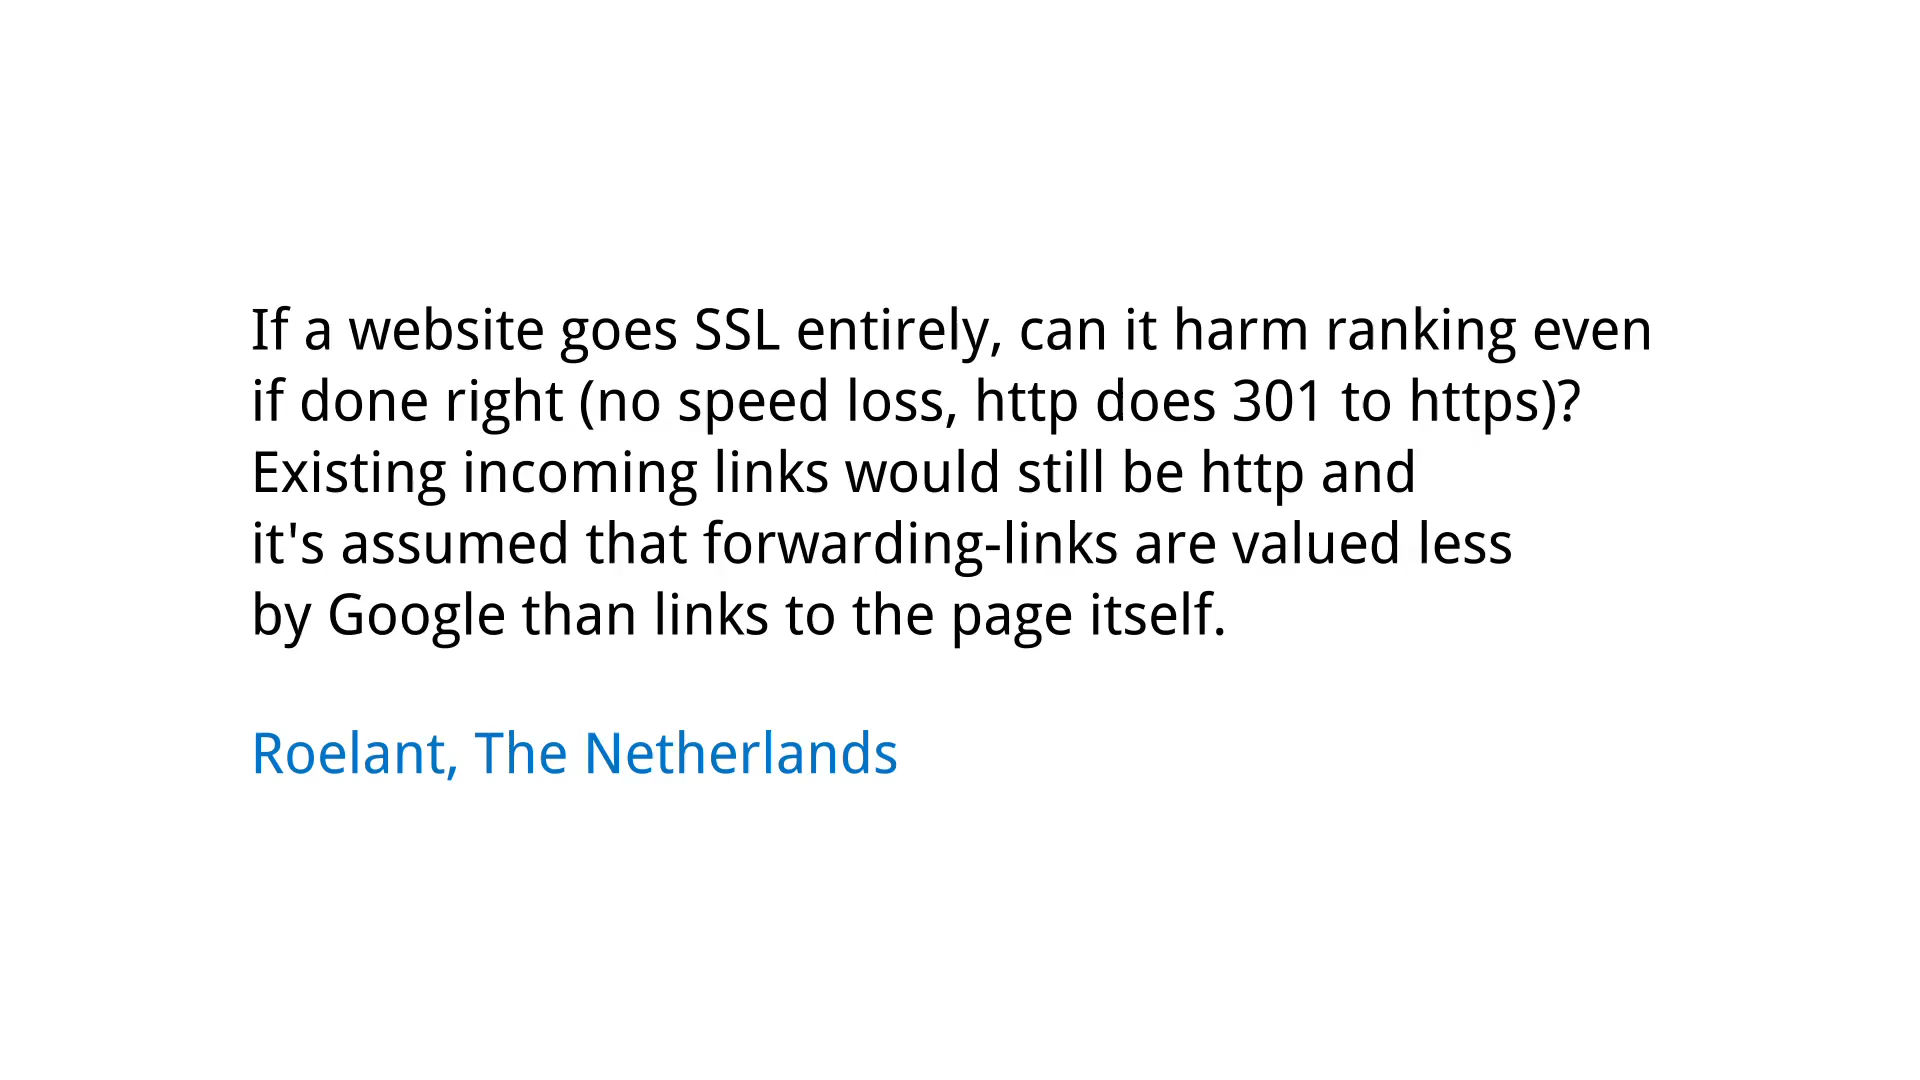 If a website goes SSL entirely, can it harm ranking even
if done right (no speed loss, http does 301 to https)?
Existing incoming links would still be http and
it's assumed that forwarding-links are valued less
by Google than links to the page itself.
Roelant, The Netherlands